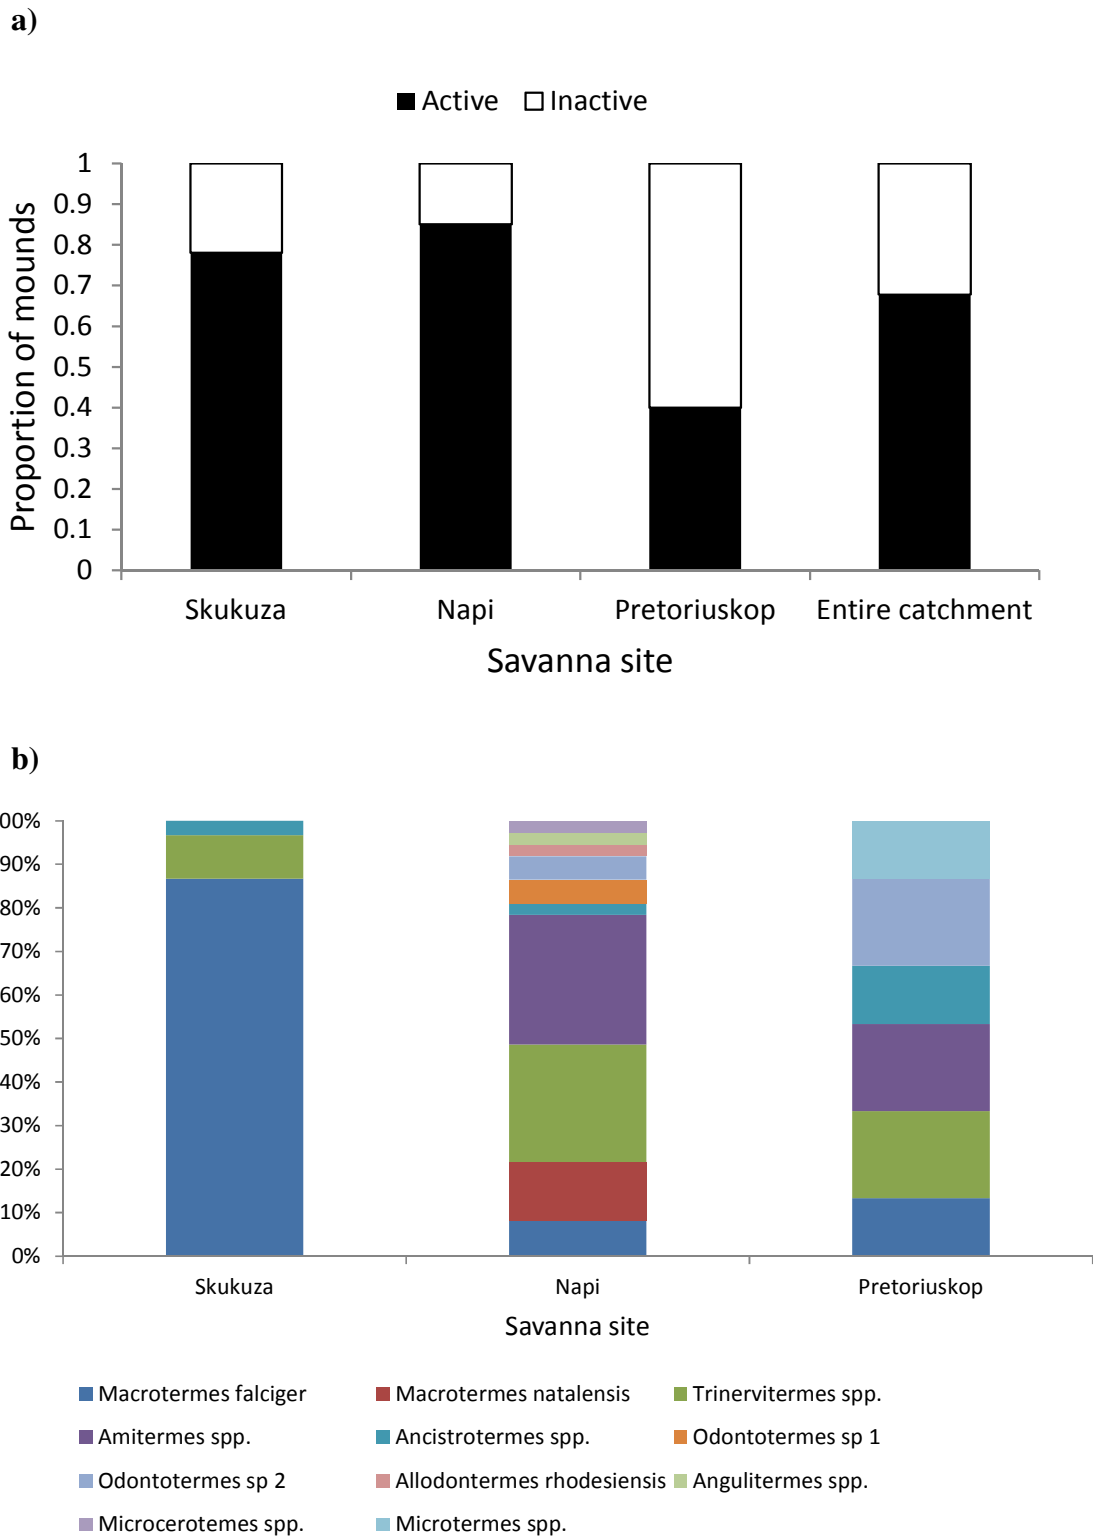 a)
Active Inactive
1
0.9
0.8
0.7
0.6
0.5
0.4
0.3
0.2
0.1
0
Proportion of mounds
Skukuza Napi Pretoriuskop Entire catchment
Savanna site
b)
00%
90%
80%
70%
60%
50%
40%
30%
20%
10%
0%
Skukuza Napi Pretoriuskop
Savanna site
Macrotermes falciger Macrotermes natalensis Trinervitermes spp.
Amitermes spp. Ancistrotermes spp. Odontotermes sp 1
Odontotermes sp 2 Allodontermes rhodesiensis Angulitermes spp.
Microcerotemes spp. Microtermes spp.